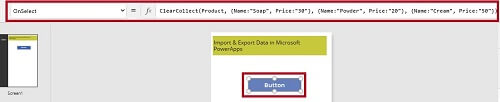 OnSelect
= fx ClearCollect(Product, {Name:"Soap", Price:"30"}, {Name:"Powder", Price:"20"}, {Name:"Cream", Price:"50"})
Import & Export Data in Microsoft
PowerApps
Button
Screen1